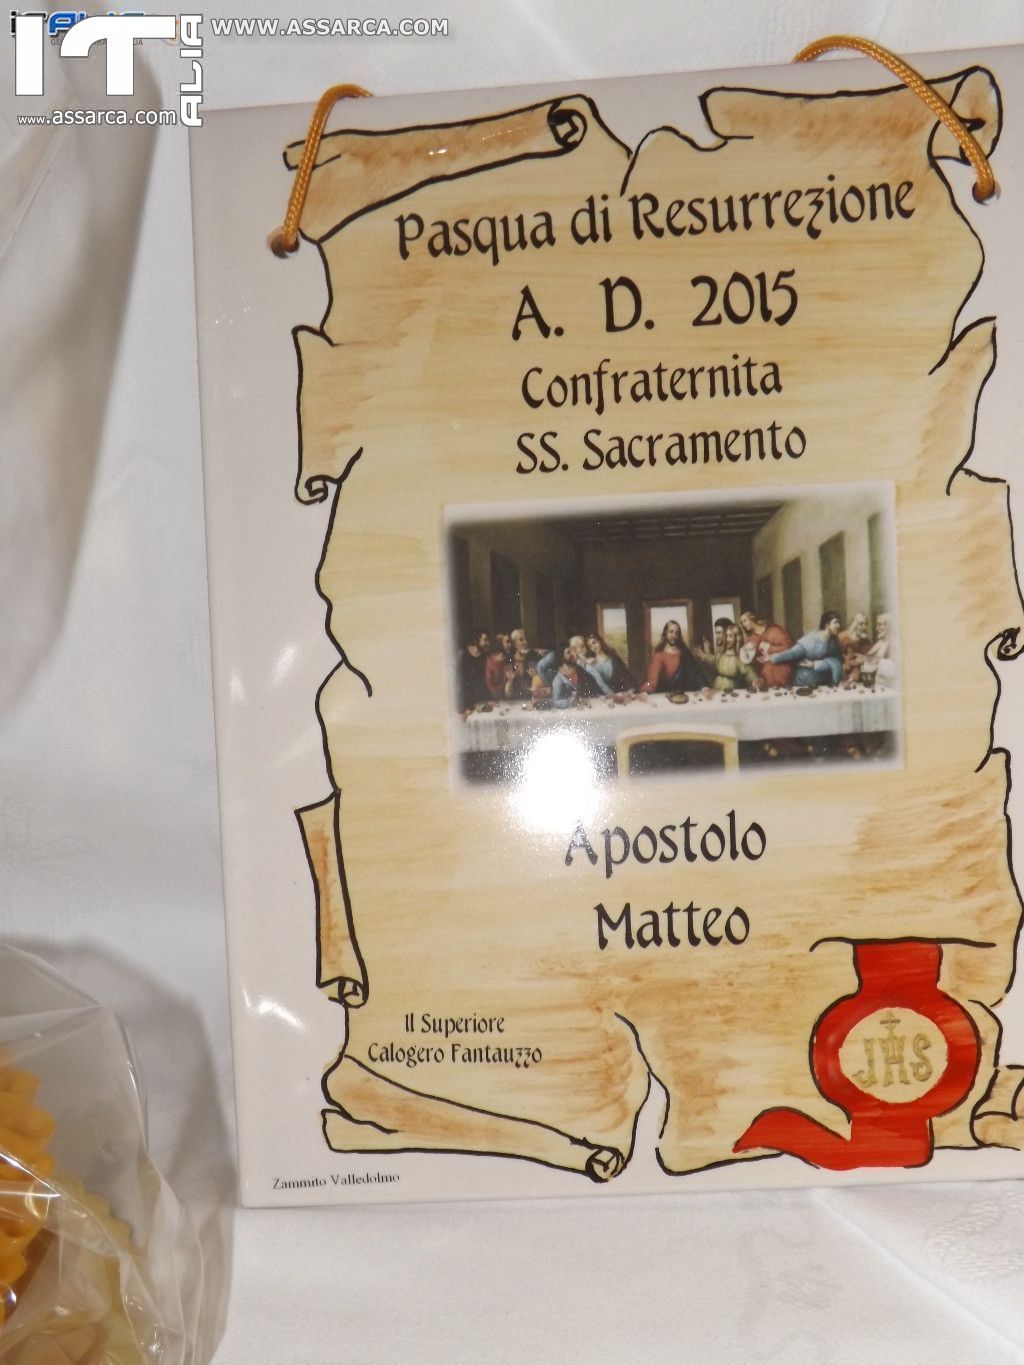 WWW.ASSARCA.COM
IT
ALIA
www.assarca.com
Pasqua di Resurrezione
A. D. 2015
Confraternita
SS. Sacramento
Apostolo
Matteo
Il Superiore
Calogero Fantauzzo
JHS
Zammito Valledolmo